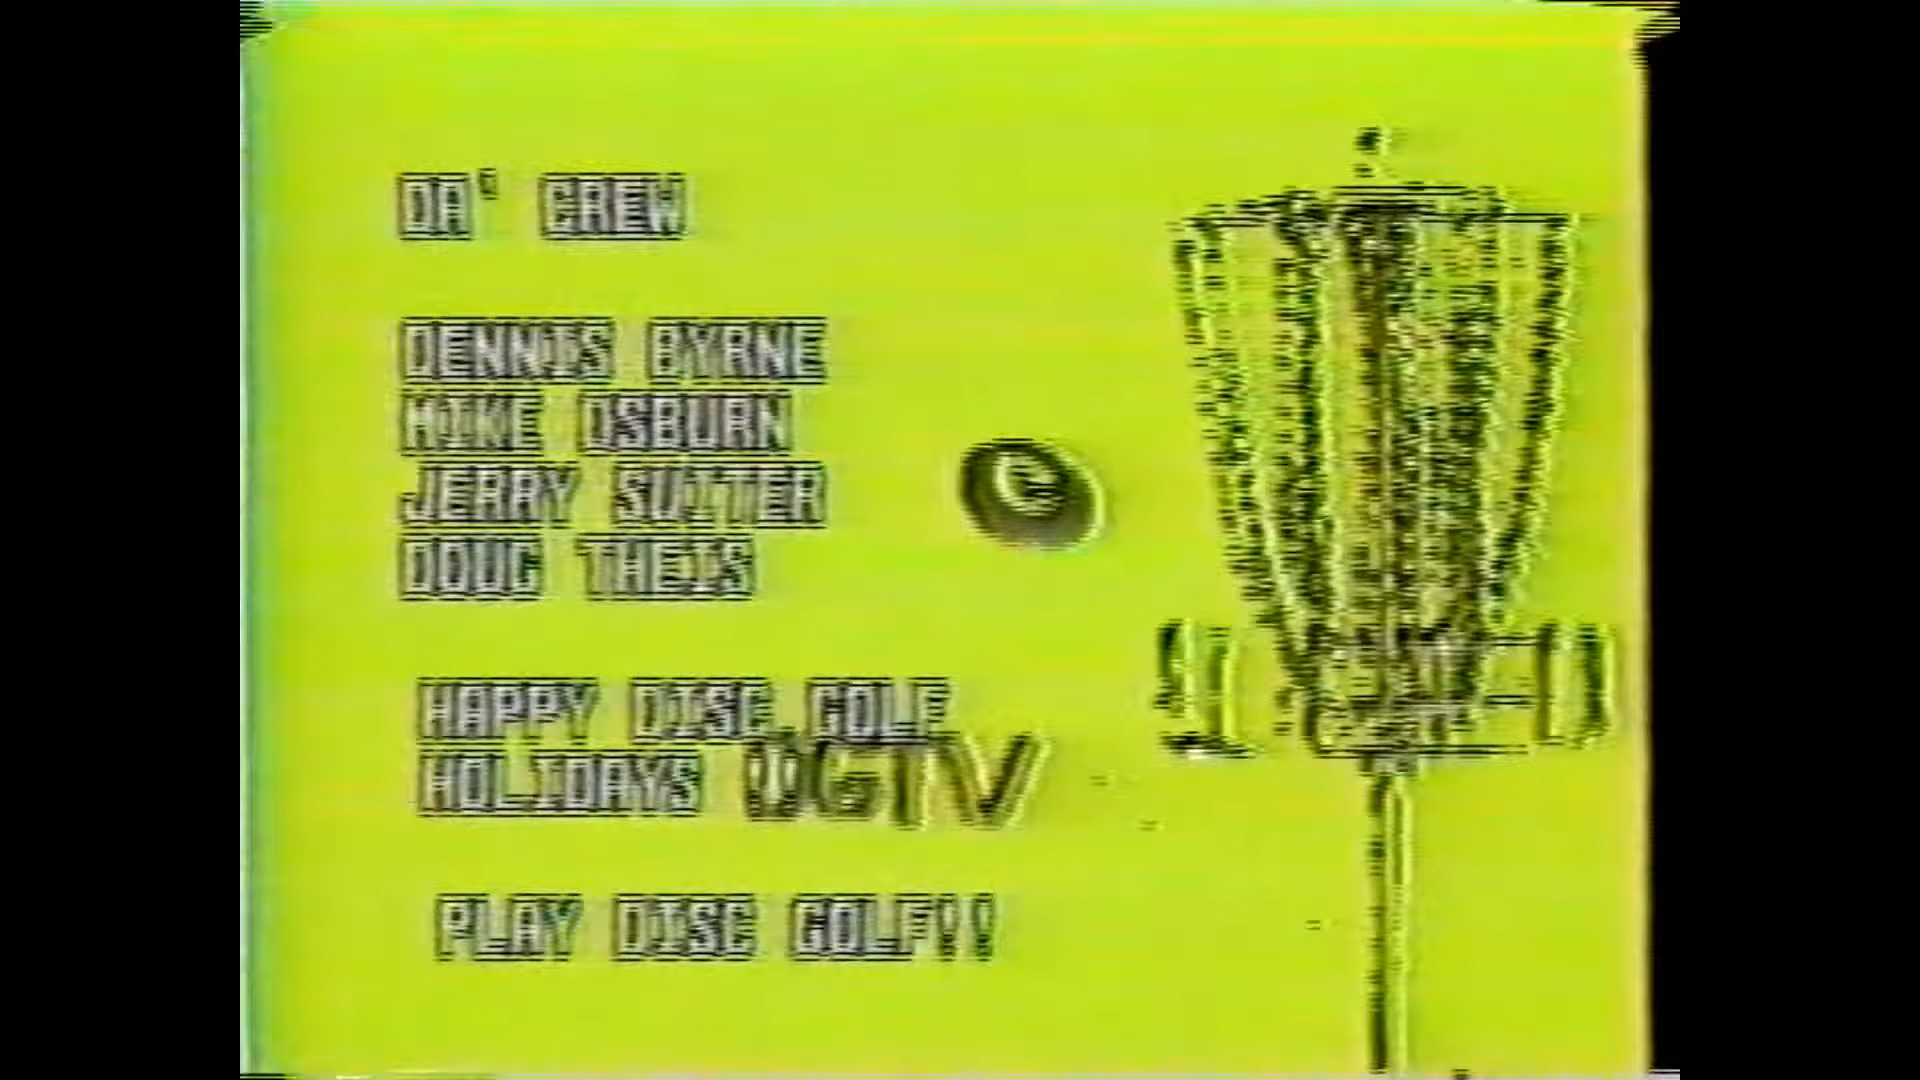 DA' CREW
DENNIS BYRNE
MIKE OSBURN
JERRY SUTTER
DOUG THEIS
HAPPY DISC GOLF
HOLIDAYS DGTV
PLAY DISC GOLF!!